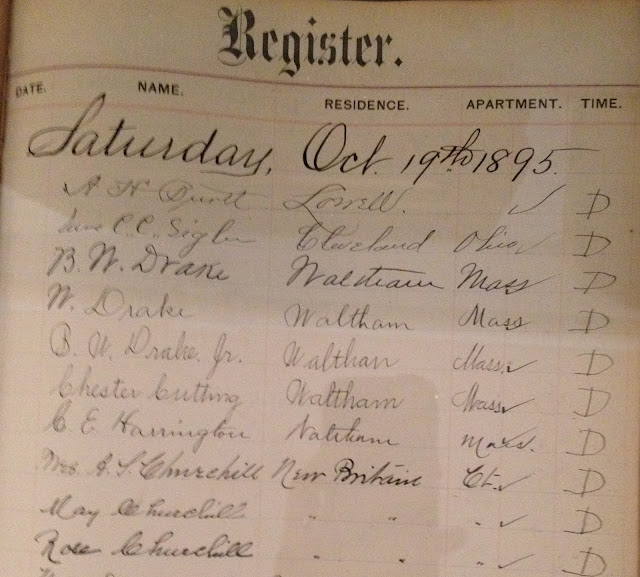 Register.
DATE. NAME. RESIDENCE. APARTMENT. TIME.
Saturday, Oct. 19th 1895.
A H Lowell. ✓ D
C. C. Sigler Cleveland Ohio ✓ D
B. W. Drake Waltham Mass D
W. Drake Waltham Mass D
B. W. Drake, Jr. Walthan Mass. ✓ D
Chester Cutting Waltham Mass ✓ D
C. E. Harrington Waltham Mass. D
Mrs. A. S. Churchill New Britain Ct. ✓ D
May Churchill " " " ✓ D
Rose Churchill " " " ✓ D